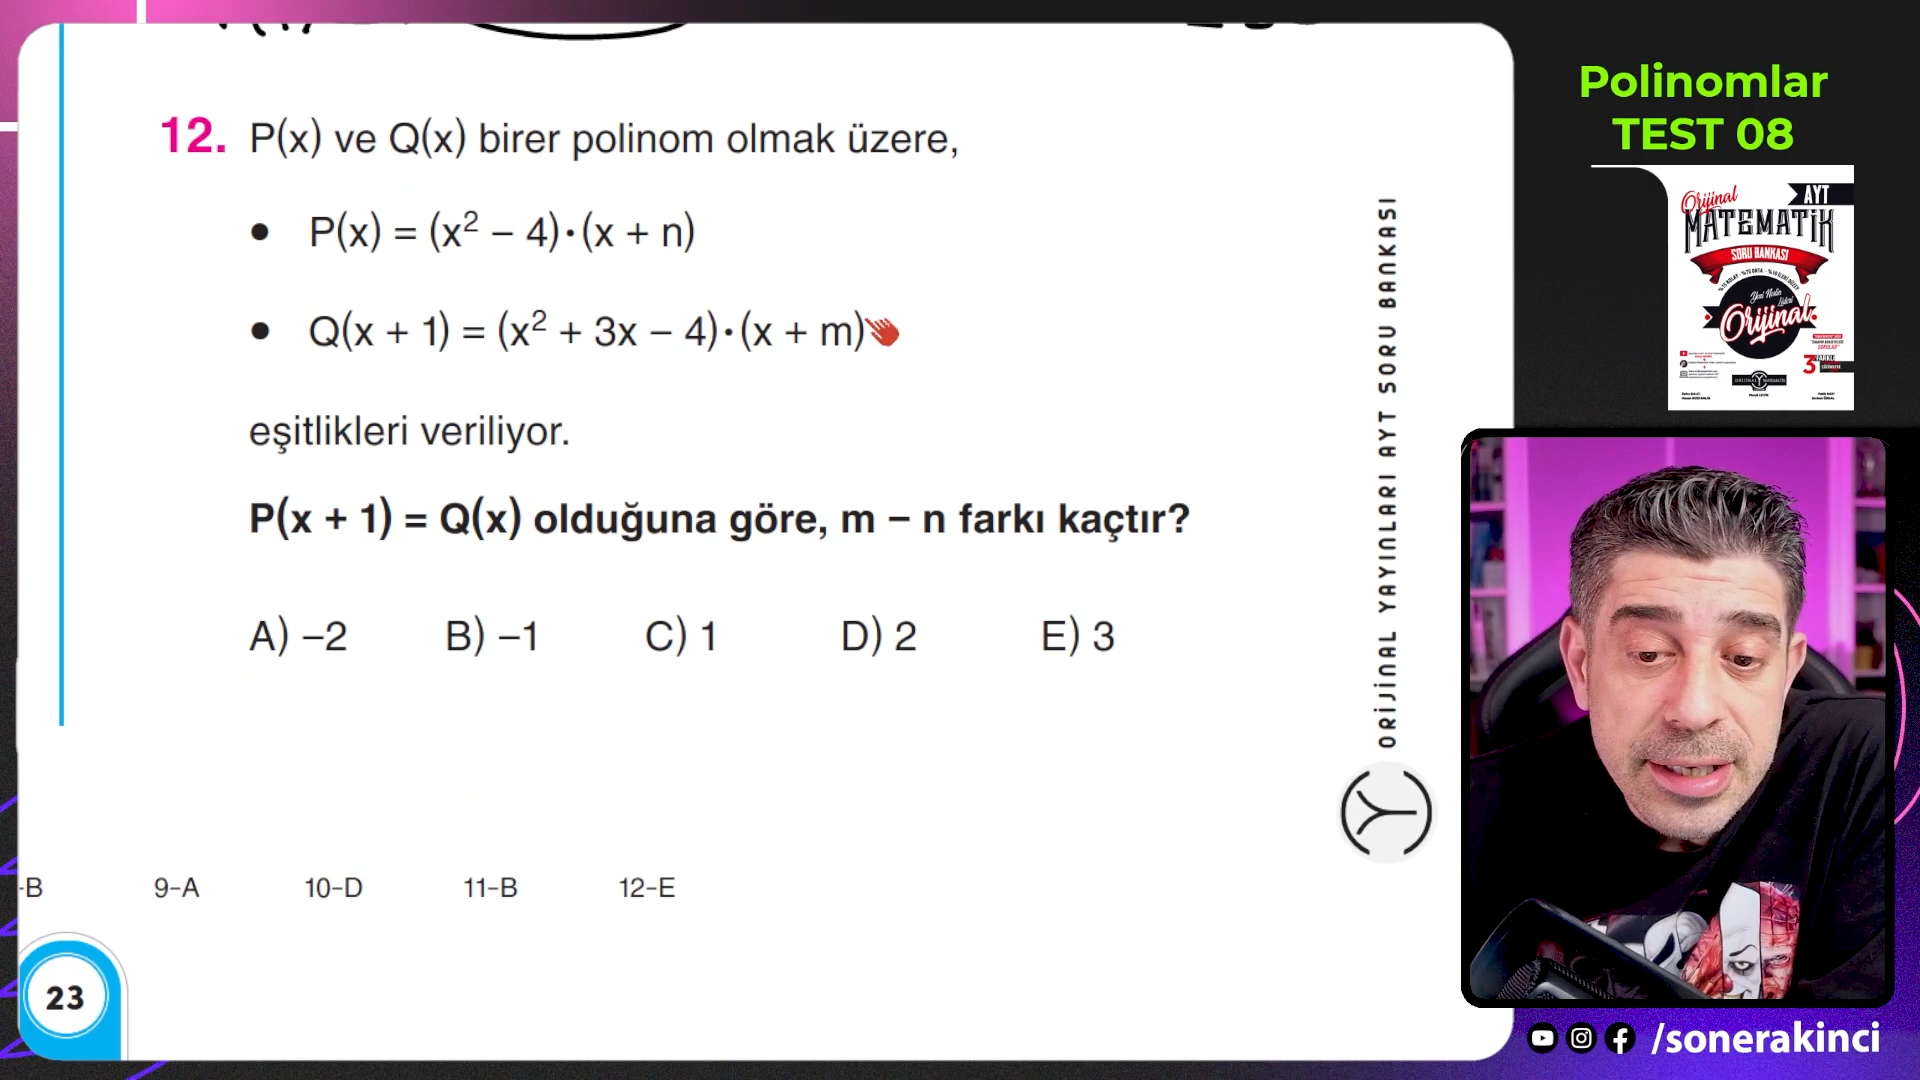 12. P(x) ve Q(x) birer polinom olmak üzere,
• P(x) = (x² – 4)·(x + n)
• Q(x + 1) = (x² + 3x – 4)·(x + m)
eşitlikleri veriliyor.
P(x + 1) = Q(x) olduğuna göre, m – n farkı kaçtır?
A) –2 B) –1 C) 1 D) 2 E) 3
-B 9–A 10–D 11–B 12–E
23
ORİJİNAL YAYINLARI AYT SORU BANKASI
Polinomlar
TEST 08
Orijinal
AYT
MATEMATİK
SORU BANKASI
Orijinal
/sonerakinci